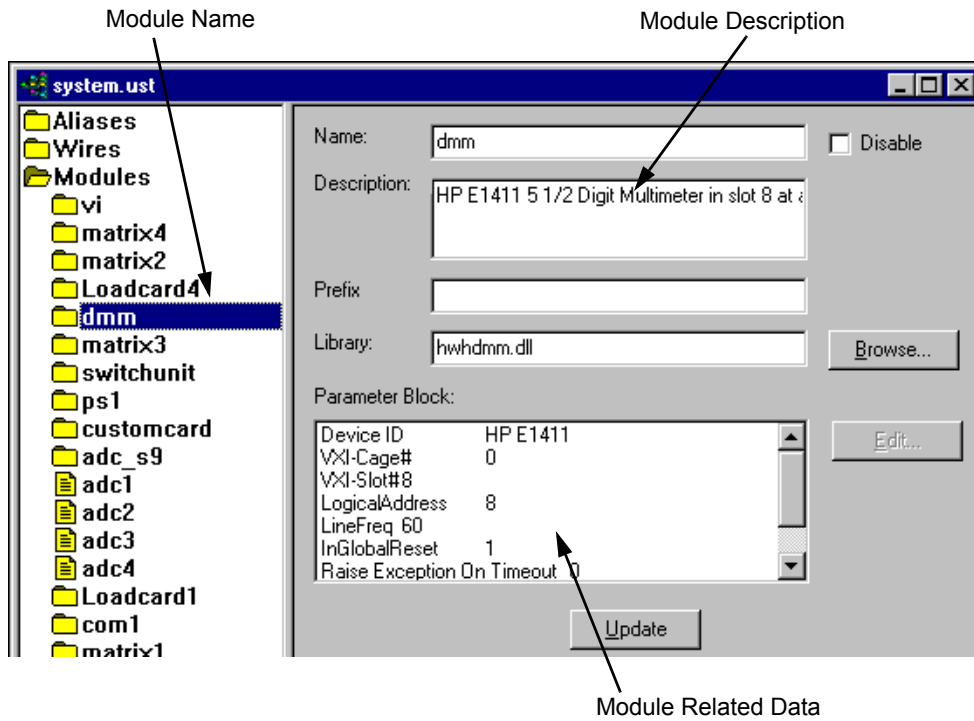 Module Name
Module Description
system.ust
Aliases
Wires
Modules
vi
matrix4
matrix2
Loadcard4
dmm
matrix3
switchunit
ps1
customcard
adc_s9
adc1
adc2
adc3
adc4
Loadcard1
com1
matrix1
Name:
dmm
Disable
Description:
HP E1411 5 1/2 Digit Multimeter in slot 8 at
Prefix
Library:
hwhdmm.dll
Browse...
Parameter Block:
Device ID HP E1411
VXI-Cage# 0
VXI-Slot#8
LogicalAddress 8
LineFreq 60
InGlobalReset 1
Raise Exception On Timeout 0
Edit...
Update
Module Related Data